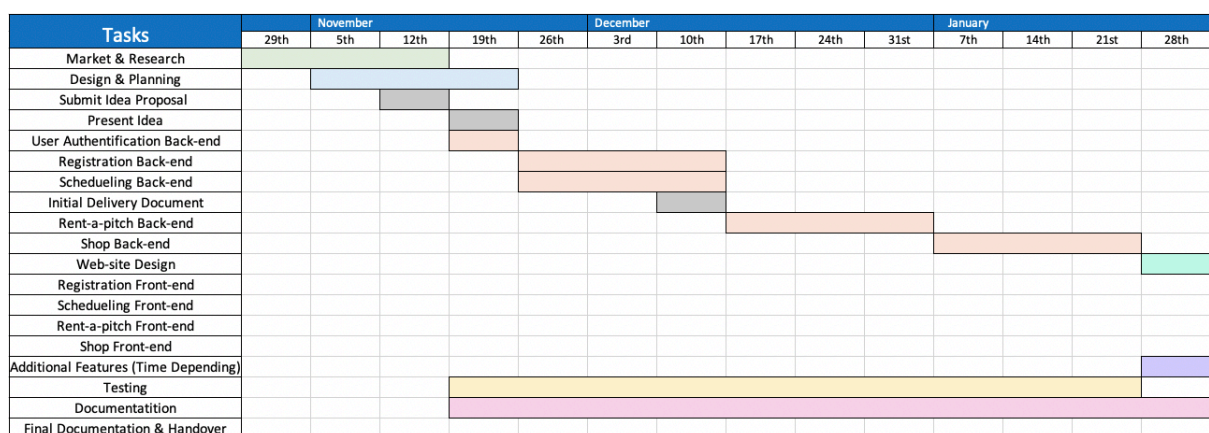 Tasks
November
December
January
29th 5th 12th 19th 26th 3rd 10th 17th 24th 31st 7th 14th 21st 28th
Market & Research
Design & Planning
Submit Idea Proposal
Present Idea
User Authentification Back-end
Registration Back-end
Schedueling Back-end
Initial Delivery Document
Rent-a-pitch Back-end
Shop Back-end
Web-site Design
Registration Front-end
Schedueling Front-end
Rent-a-pitch Front-end
Shop Front-end
Additional Features (Time Depending)
Testing
Documentatition
Final Documentation & Handover